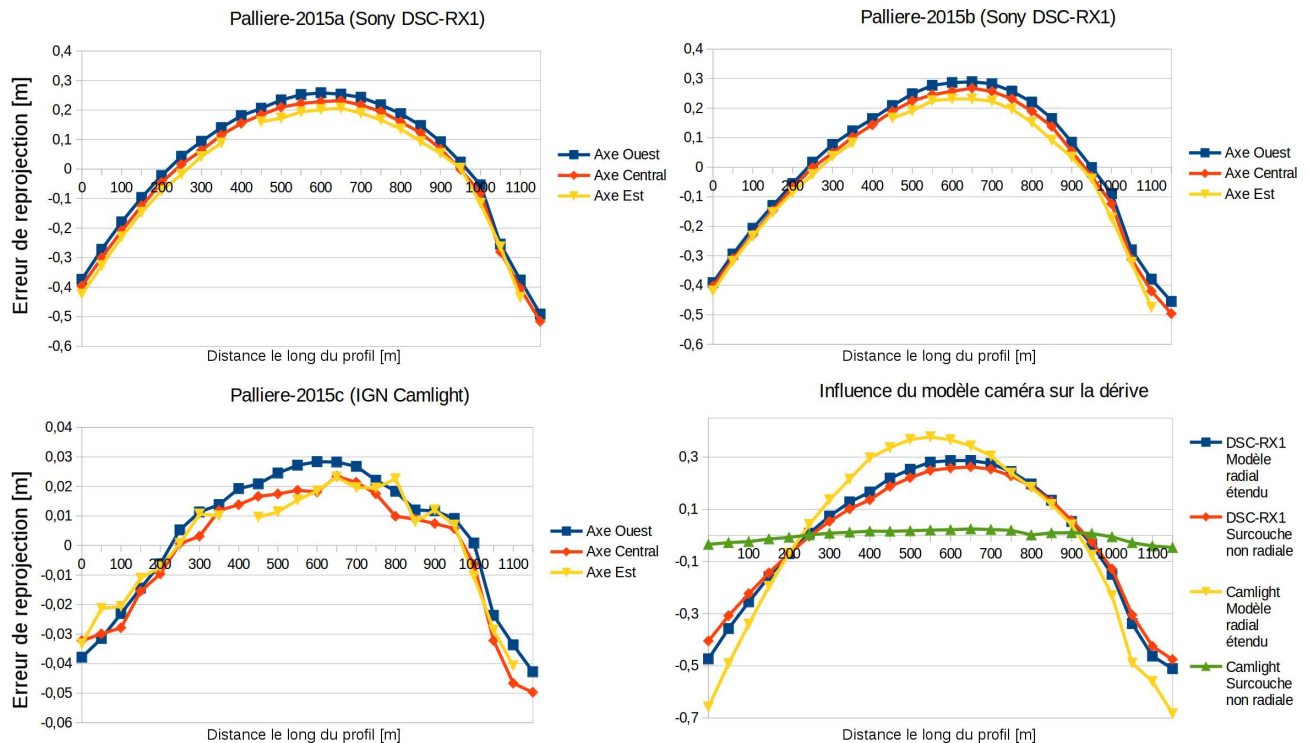 Palliere-2015a (Sony DSC-RX1)
Erreur de reprojection [m]
0,4
0,3
0,2
0,1
0
-0,1
-0,2
-0,3
-0,4
-0,5
-0,6
0 100 200 300 400 500 600 700 800 900 1000 1100
Distance le long du profil [m]
Axe Ouest
Axe Central
Axe Est
Palliere-2015b (Sony DSC-RX1)
0,4
0,3
0,2
0,1
0
-0,1
-0,2
-0,3
-0,4
-0,5
-0,6
0 100 200 300 400 500 600 700 800 900 1000 1100
Distance le long du profil [m]
Axe Ouest
Axe Central
Axe Est
Palliere-2015c (IGN Camlight)
Erreur de reprojection [m]
0,04
0,03
0,02
0,01
0
-0,01
-0,02
-0,03
-0,04
-0,05
-0,06
0 100 200 300 400 500 600 700 800 900 1000 1100
Distance le long du profil [m]
Axe Ouest
Axe Central
Axe Est
Influence du modèle caméra sur la dérive
0,3
0,1
-0,1
-0,3
-0,5
-0,7
0 100 200 300 400 500 600 700 800 900 1000 1100
Distance le long du profil [m]
DSC-RX1
Modèle
radial
étendu
DSC-RX1
Surcouche
non radiale
Camlight
Modèle
radial
étendu
Camlight
Surcouche
non radiale